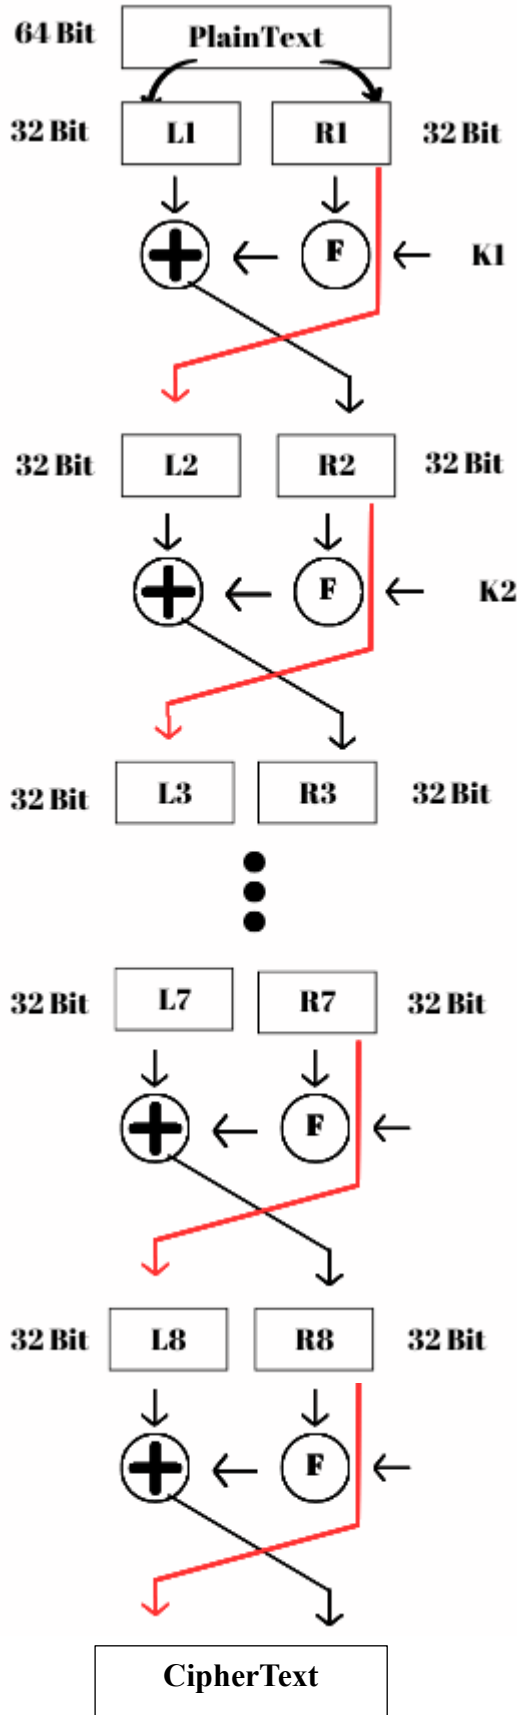 64 Bit PlainText
32 Bit L1 R1 32 Bit
F K1
32 Bit L2 R2 32 Bit
F K2
32 Bit L3 R3 32 Bit
32 Bit L7 R7 32 Bit
F
32 Bit L8 R8 32 Bit
F
CipherText